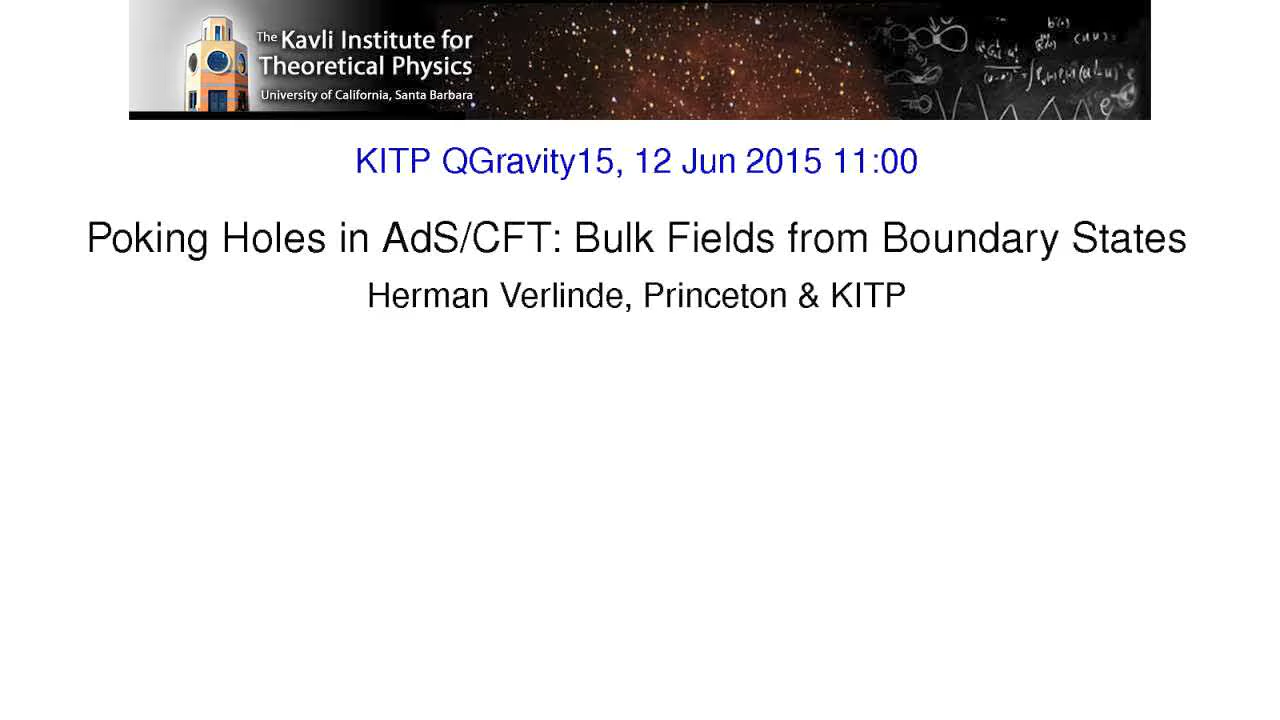 The Kavli Institute for
Theoretical Physics
University of California, Santa Barbara
KITP QGravity15, 12 Jun 2015 11:00
Poking Holes in AdS/CFT: Bulk Fields from Boundary States
Herman Verlinde, Princeton & KITP